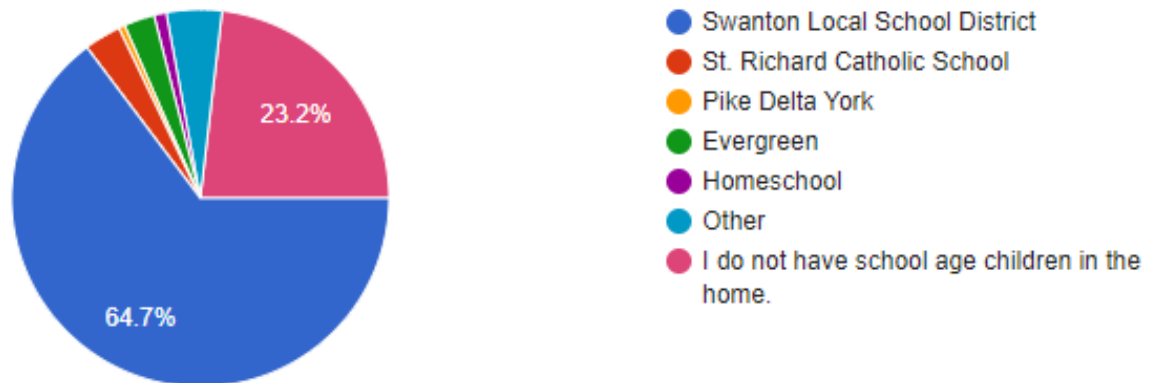 23.2%
64.7%
Swanton Local School District
St. Richard Catholic School
Pike Delta York
Evergreen
Homeschool
Other
I do not have school age children in the
home.